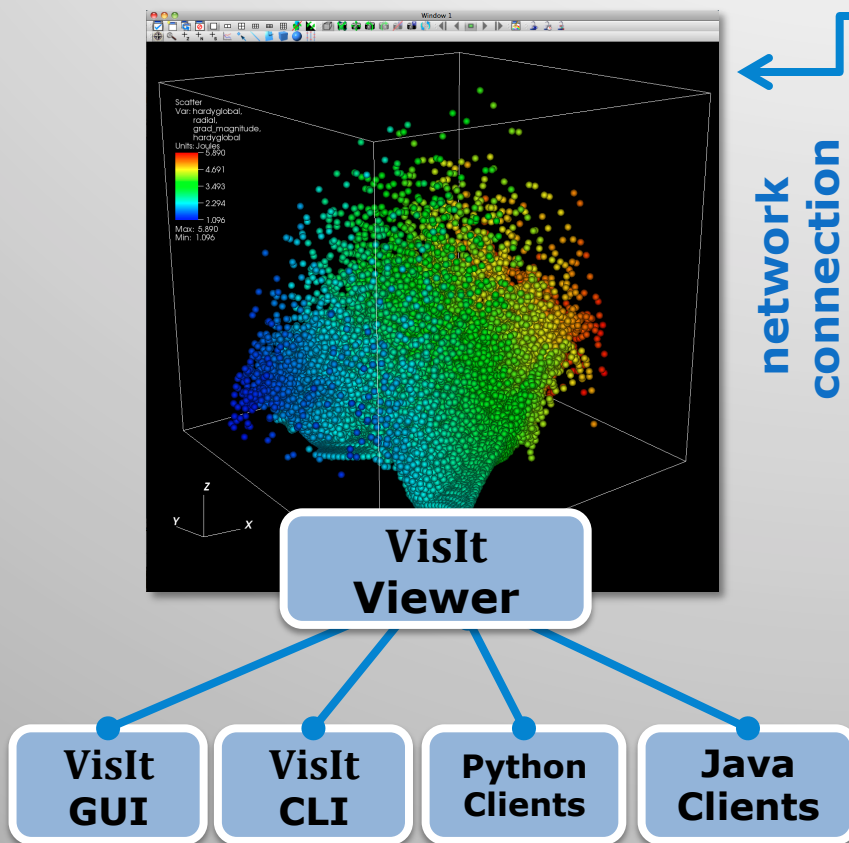 Window 1
Scatter
Var: hardyglobal,
radial,
grad_magnitude,
hardyglobal
Units: Joules
5.890
4.691
3.493
2.294
1.096
Max: 5.890
Min: 1.096
Z
Y
X
network
connection
VisIt
Viewer
VisIt
GUI
VisIt
CLI
Python
Clients
Java
Clients